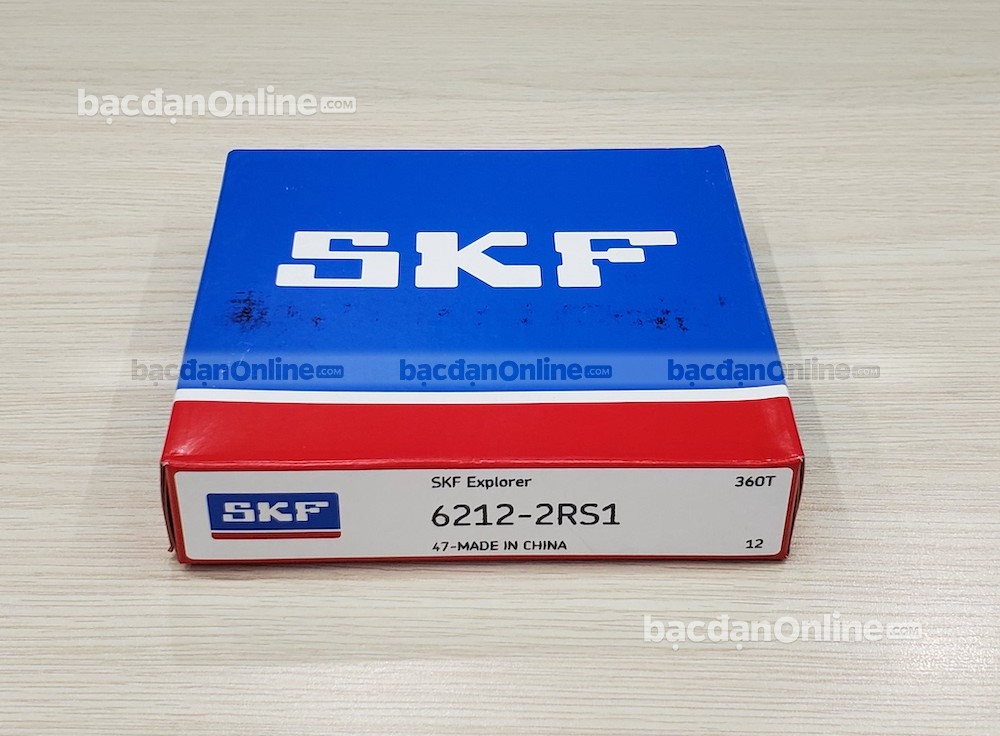 bạcđạnOnline.COM
SKF
bạcđạnOnline.COM bạcđạnOnline.COM bạcđạnOnline.COM
SKF Explorer 360T
SKF 6212-2RS1
47-MADE IN CHINA 12
bạcđạnOnline.COM